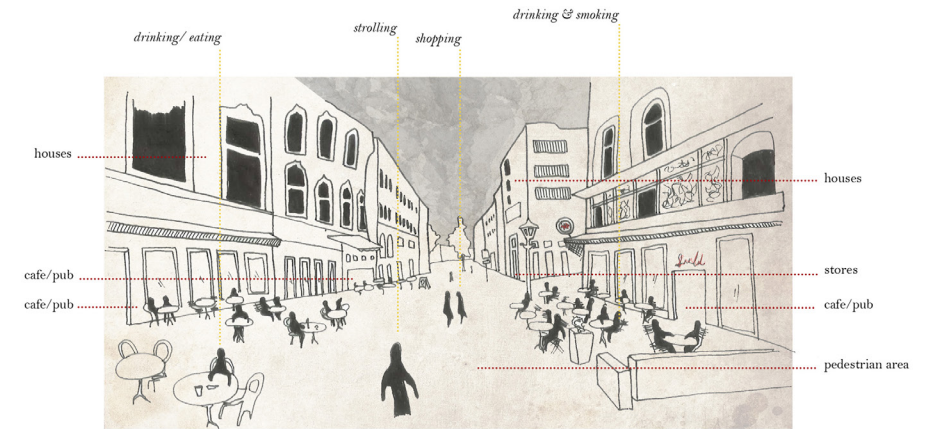 drinking & smoking
strolling
drinking/ eating
shopping
houses
houses
cafe/pub
stores
cafe/pub
cafe/pub
pedestrian area